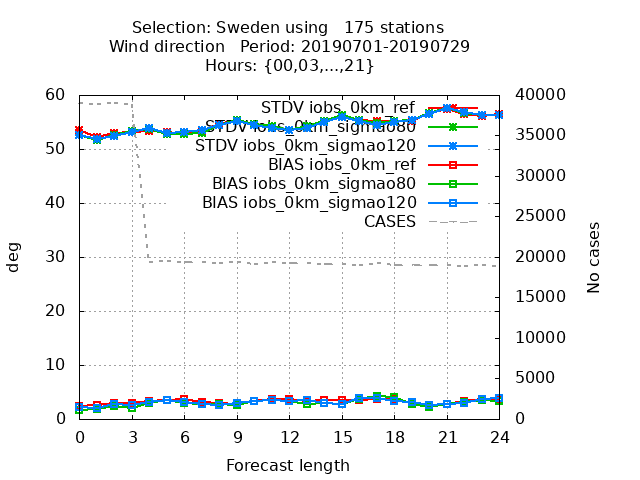 Selection: Sweden using   175 stations
Wind direction   Period: 20190701-20190729
Hours: {00,03,...,21}
60
50
40
30
20
10
0
40000
35000
30000
25000
20000
15000
10000
5000
0
STDV iobs_0km_ref
STDV iobs_0km_sigmao80
STDV iobs_0km_sigmao120
BIAS iobs_0km_ref
BIAS iobs_0km_sigmao80
BIAS iobs_0km_sigmao120
CASES
deg
No cases
0 3 6 9 12 15 18 21 24
Forecast length